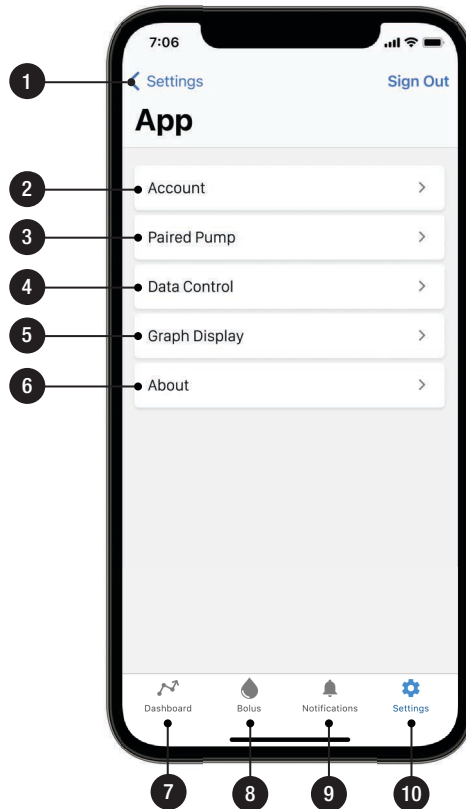 7:06
1
Settings
Sign Out
App
2
Account
3
Paired Pump
4
Data Control
5
Graph Display
6
About
Dashboard
Bolus
Notifications
Settings
7
8
9
10